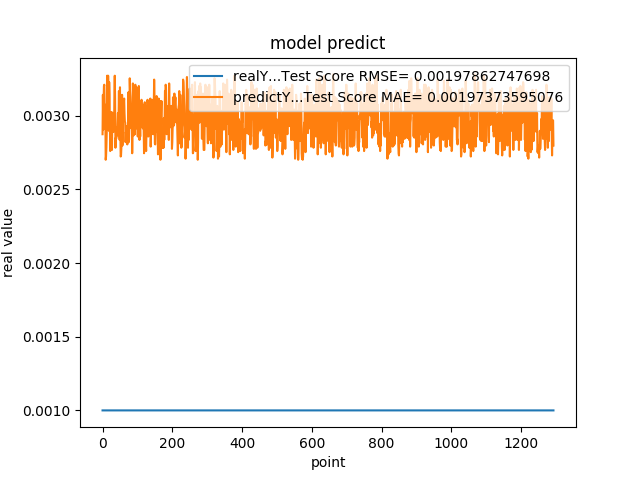 model predict
realY...Test Score RMSE= 0.00197862747698
predictY...Test Score MAE= 0.00197373595076
0.0030
0.0025
0.0020
0.0015
0.0010
real value
0 200 400 600 800 1000 1200
point